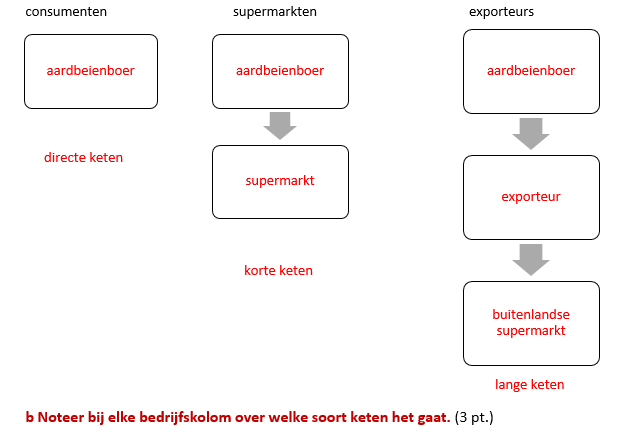 consumenten
aardbeienboer
directe keten
supermarkten
aardbeienboer
supermarkt
korte keten
exporteurs
aardbeienboer
exporteur
buitenlandse
supermarkt
lange keten
b Noteer bij elke bedrijfskolom over welke soort keten het gaat. (3 pt.)